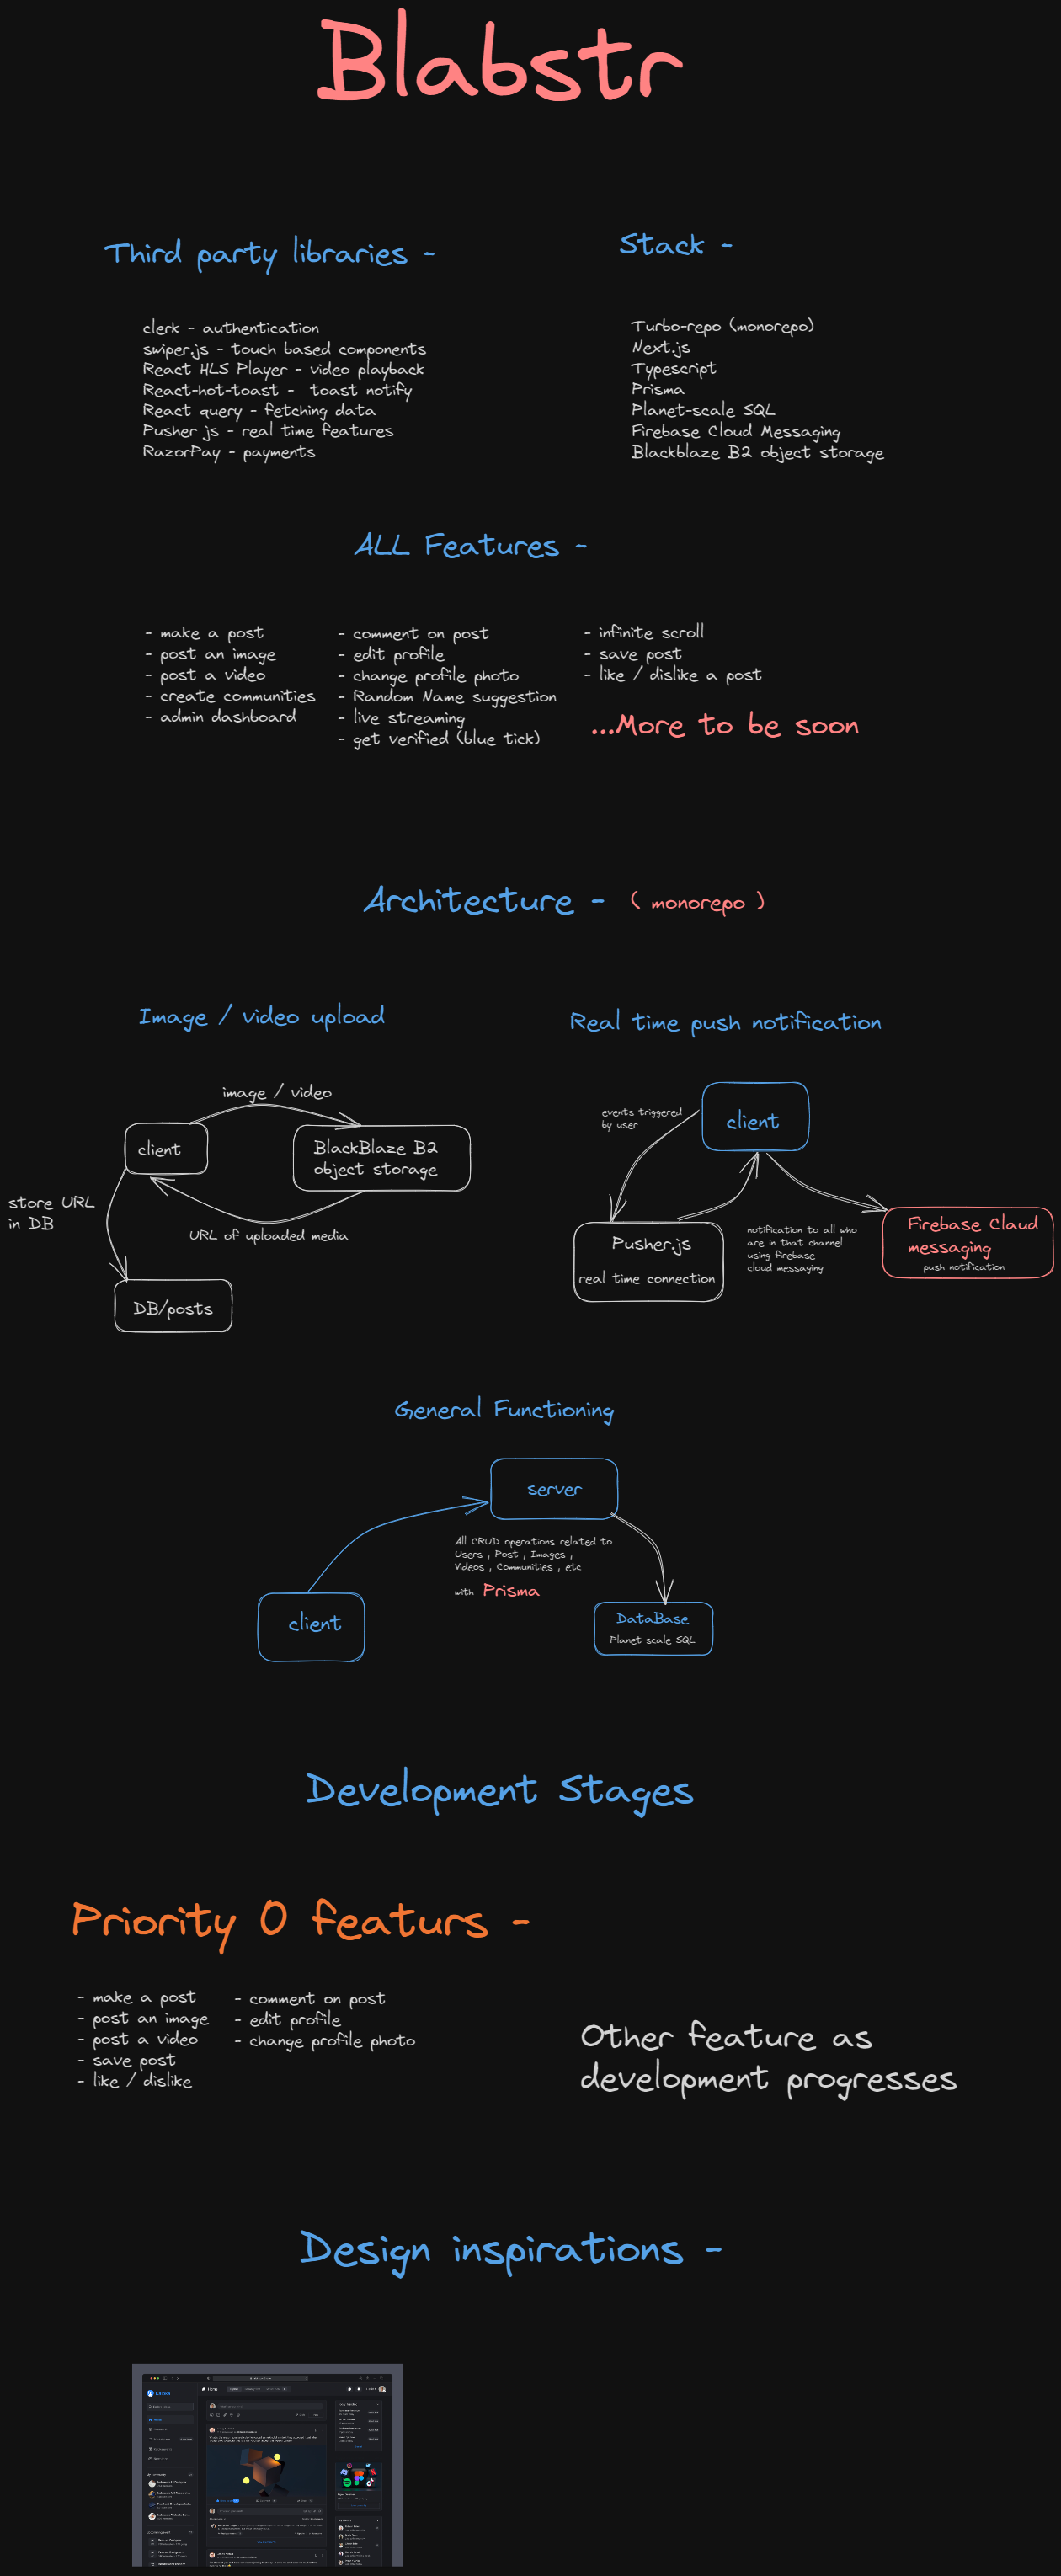 Blabstr
Third party libraries -
clerk - authentication
swiper.js - touch based components
React HLS Player - video playback
React-hot-toast - toast notify
React query - fetching data
Pusher js - real time features
RazorPay - payments
Stack -
Turbo-repo (monorepo)
Next.js
Typescript
Prisma
Planet-scale SQL
Firebase Cloud Messaging
Blackblaze B2 object storage
ALL Features -
- make a post
- post an image
- post a video
- create communities
- admin dashboard
- comment on post
- edit profile
- change profile photo
- Random Name suggestion
- live streaming
- get verified (blue tick)
- infinite scroll
- save post
- like / dislike a post
...More to be soon
Architecture - ( monorepo )
Image / video upload
image / video
client
BlackBlaze B2
object storage
store URL
in DB
URL of uploaded media
DB/posts
Real time push notification
events triggered
by user
client
Pusher.js
real time connection
notification to all who
are in that channel
using firebase
cloud messaging
Firebase Claud
messaging
push notification
General Functioning
server
All CRUD operations related to
Users , Post , Images ,
Videos , Communities , etc
with Prisma
client
DataBase
Planet-scale SQL
Development Stages
Priority 0 featurs -
- make a post
- post an image
- post a video
- save post
- like / dislike
- comment on post
- edit profile
- change profile photo
Other feature as
development progresses
Design inspirations -
Home